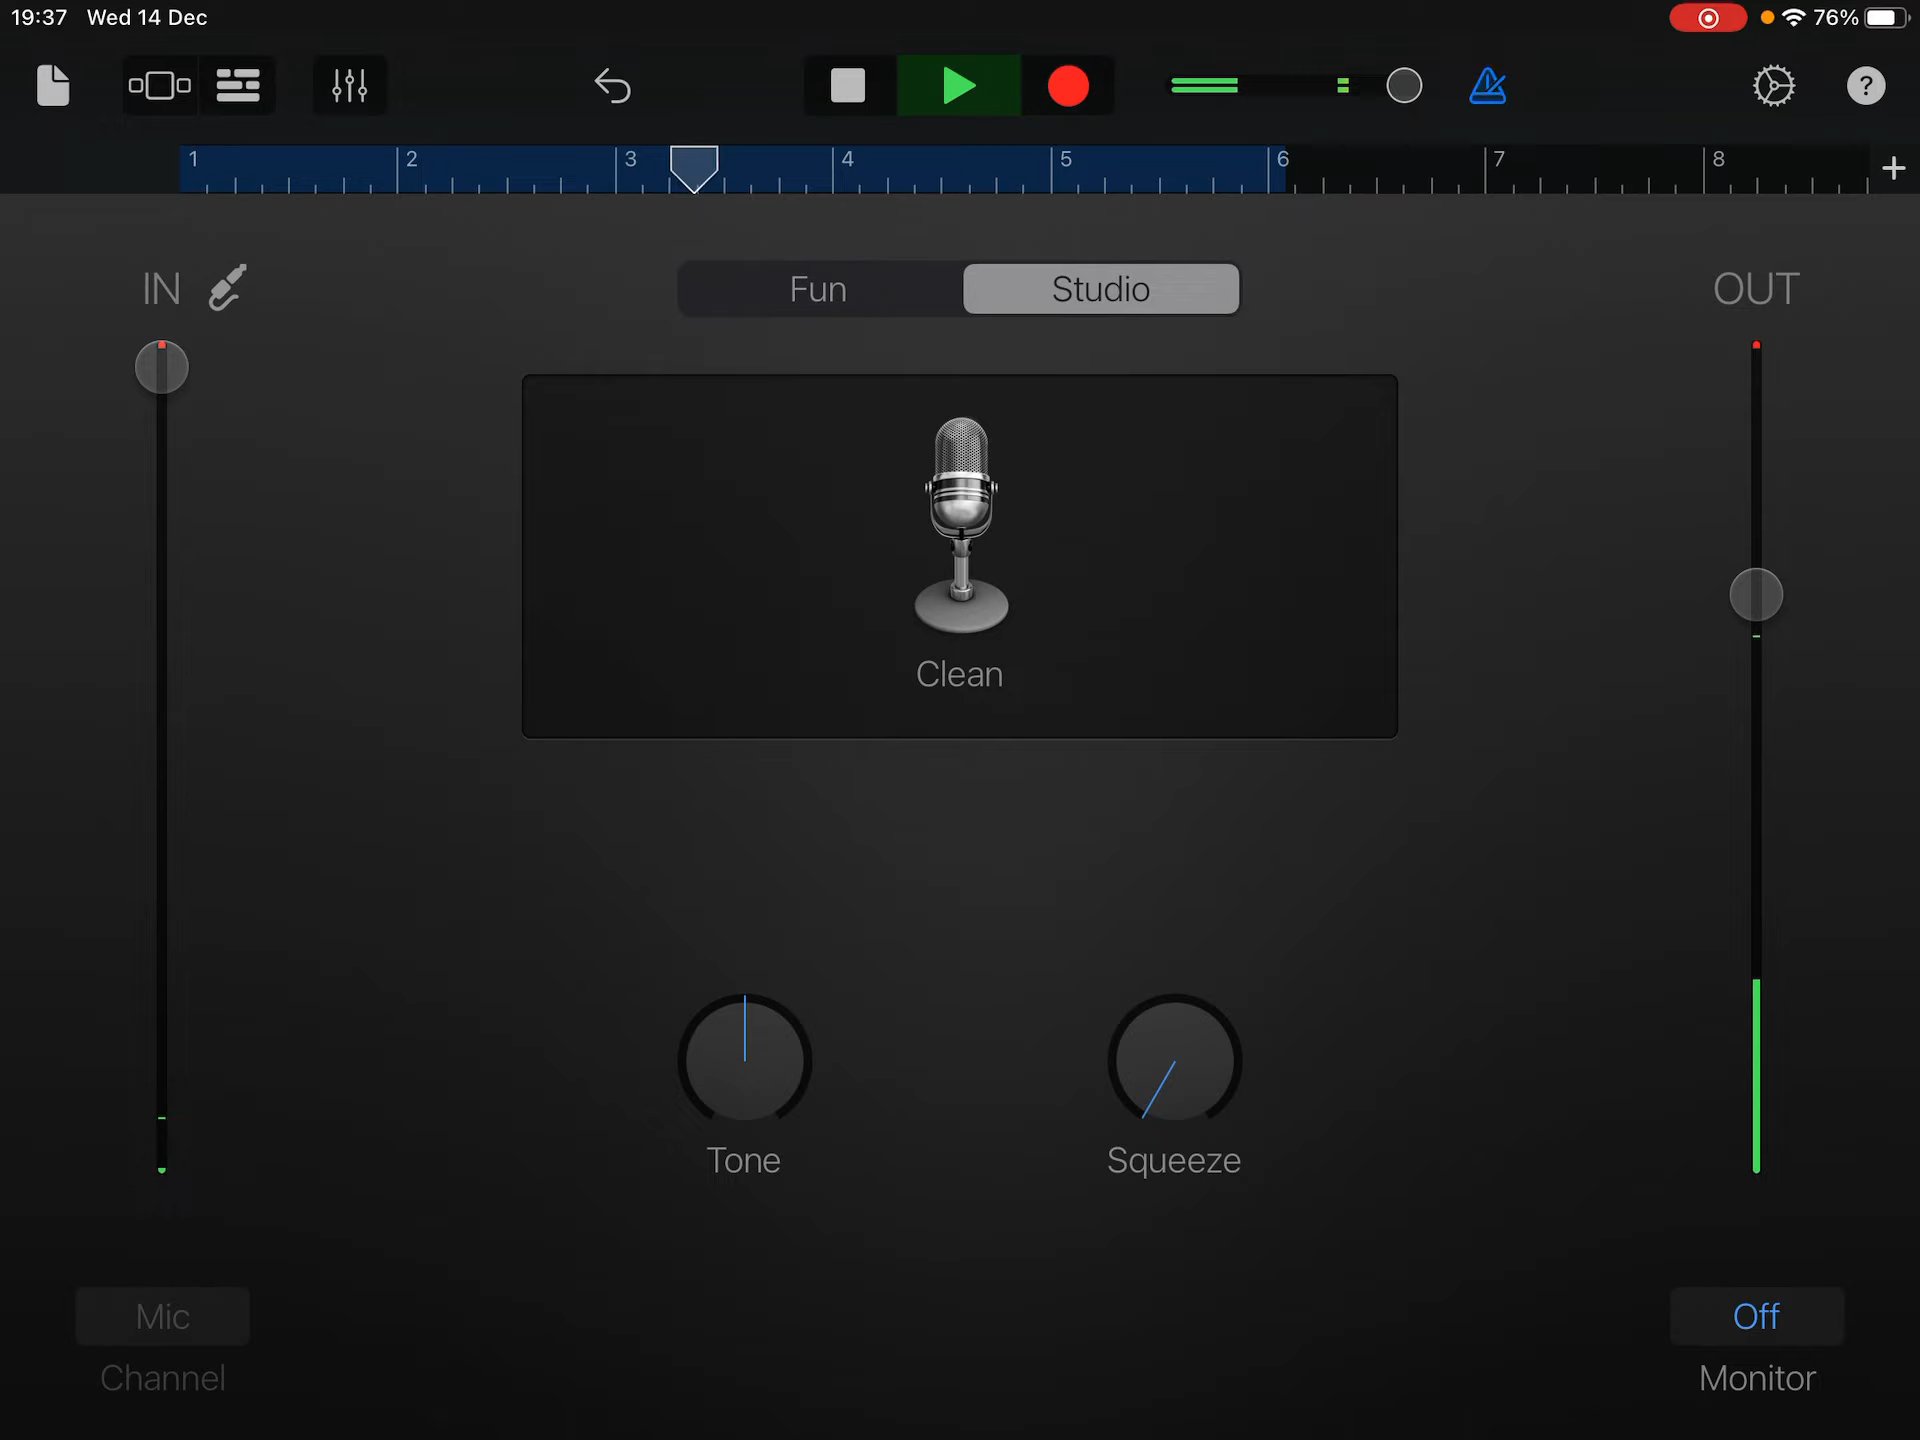 19:37 Wed 14 Dec 76%
?
1 2 3 4 5 6 7 8 +
IN Fun Studio OUT
Clean
Tone Squeeze
Mic Off
Channel Monitor